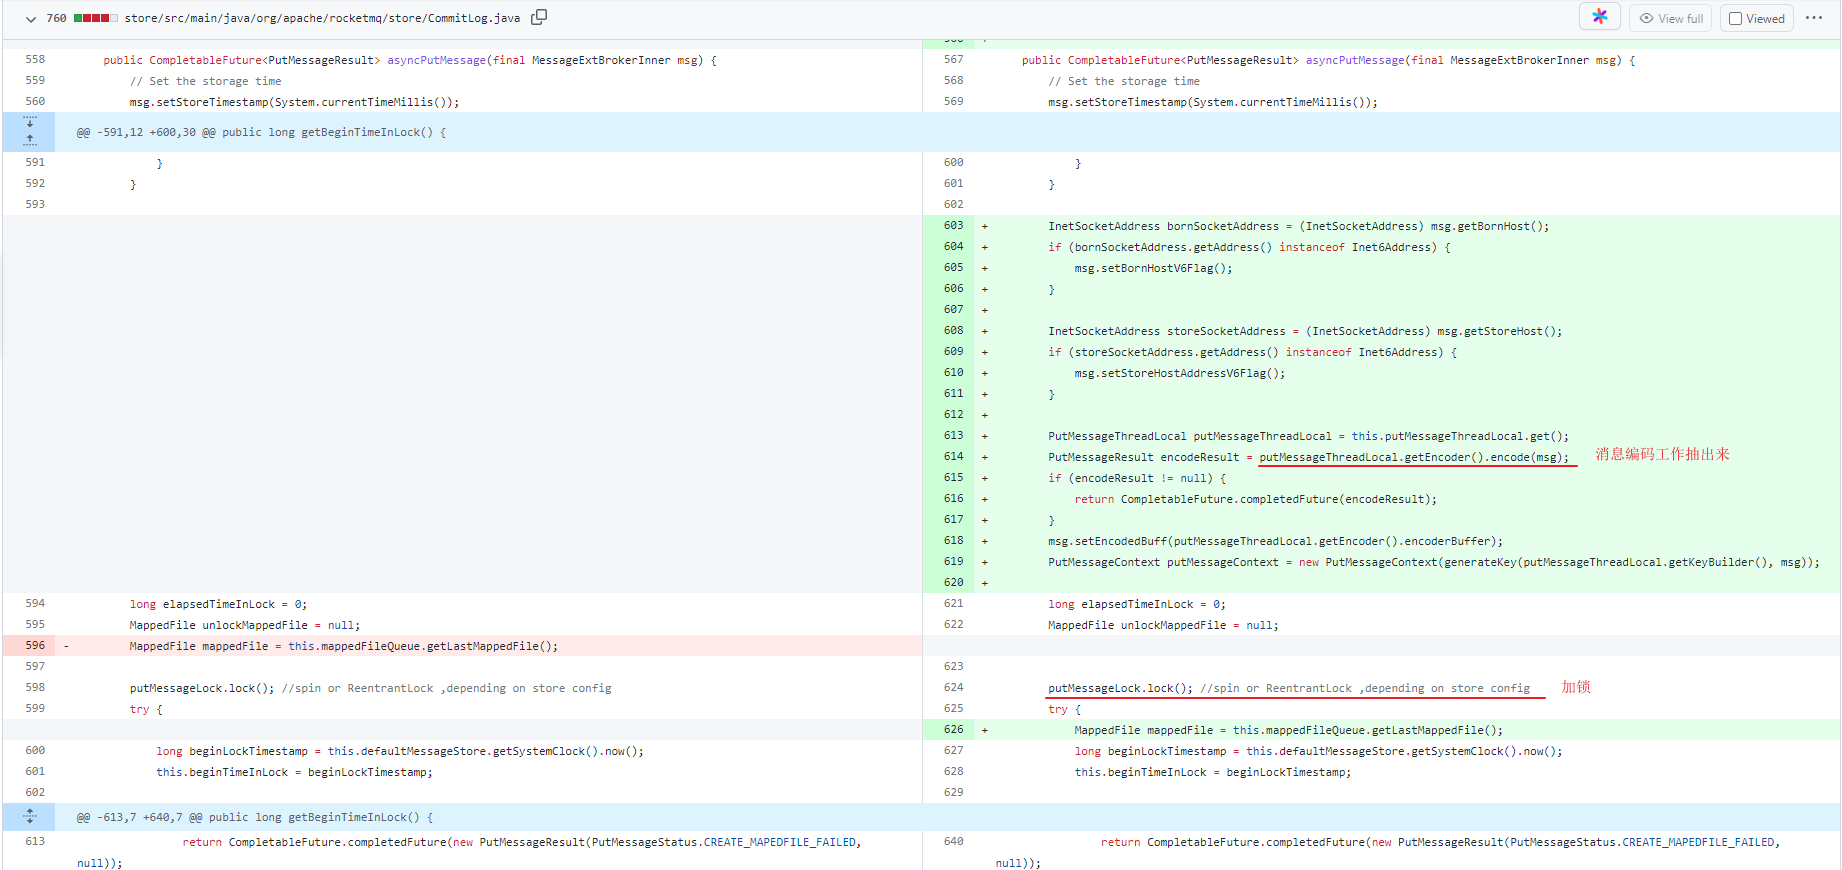 760 store/src/main/java/org/apache/rocketmq/store/CommitLog.java View full Viewed ...
558 public CompletableFuture<PutMessageResult> asyncPutMessage(final MessageExtBrokerInner msg) {
559 // Set the storage time
560 msg.setStoreTimestamp(System.currentTimeMillis());
@@ -591,12 +600,30 @@ public long getBeginTimeInLock() {
591 }
592 }
593
594 long elapsedTimeInLock = 0;
595 MappedFile unlockMappedFile = null;
596 - MappedFile mappedFile = this.mappedFileQueue.getLastMappedFile();
597
598 putMessageLock.lock(); //spin or ReentrantLock ,depending on store config
599 try {
600 long beginLockTimestamp = this.defaultMessageStore.getSystemClock().now();
601 this.beginTimeInLock = beginLockTimestamp;
602
@@ -613,7 +640,7 @@ public long getBeginTimeInLock() {
613 return CompletableFuture.completedFuture(new PutMessageResult(PutMessageStatus.CREATE_MAPEDFILE_FAILED,
null));
567 public CompletableFuture<PutMessageResult> asyncPutMessage(final MessageExtBrokerInner msg) {
568 // Set the storage time
569 msg.setStoreTimestamp(System.currentTimeMillis());
600 }
601 }
602
603 + InetSocketAddress bornSocketAddress = (InetSocketAddress) msg.getBornHost();
604 + if (bornSocketAddress.getAddress() instanceof Inet6Address) {
605 + msg.setBornHostV6Flag();
606 + }
607 +
608 + InetSocketAddress storeSocketAddress = (InetSocketAddress) msg.getStoreHost();
609 + if (storeSocketAddress.getAddress() instanceof Inet6Address) {
610 + msg.setStoreHostAddressV6Flag();
611 + }
612 +
613 + PutMessageThreadLocal putMessageThreadLocal = this.putMessageThreadLocal.get();
614 + PutMessageResult encodeResult = putMessageThreadLocal.getEncoder().encode(msg); 消息编码工作抽出来
615 + if (encodeResult != null) {
616 + return CompletableFuture.completedFuture(encodeResult);
617 + }
618 + msg.setEncodedBuff(putMessageThreadLocal.getEncoder().encoderBuffer);
619 + PutMessageContext putMessageContext = new PutMessageContext(generateKey(putMessageThreadLocal.getKeyBuilder(), msg));
620 +
621 long elapsedTimeInLock = 0;
622 MappedFile unlockMappedFile = null;
623
624 putMessageLock.lock(); //spin or ReentrantLock ,depending on store config 加锁
625 try {
626 + MappedFile mappedFile = this.mappedFileQueue.getLastMappedFile();
627 long beginLockTimestamp = this.defaultMessageStore.getSystemClock().now();
628 this.beginTimeInLock = beginLockTimestamp;
629
640 return CompletableFuture.completedFuture(new PutMessageResult(PutMessageStatus.CREATE_MAPEDFILE_FAILED,
null));